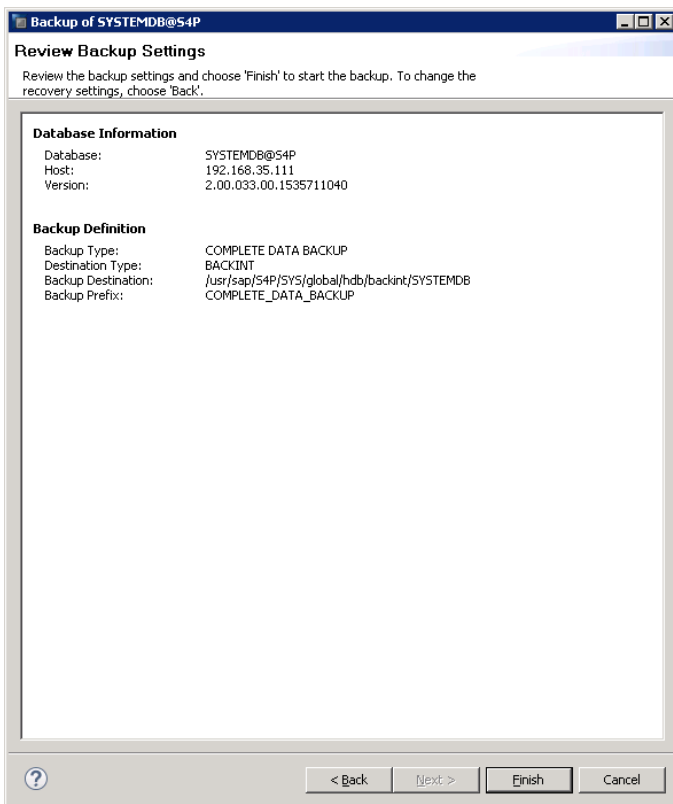 Backup of SYSTEMDB@S4P
Review Backup Settings
Review the backup settings and choose 'Finish' to start the backup. To change the
recovery settings, choose 'Back'.
Database Information
Database: SYSTEMDB@S4P
Host: 192.168.35.111
Version: 2.00.033.00.1535711040
Backup Definition
Backup Type: COMPLETE DATA BACKUP
Destination Type: BACKINT
Backup Destination: /usr/sap/S4P/SYS/global/hdb/backint/SYSTEMDB
Backup Prefix: COMPLETE_DATA_BACKUP
? < Back Next > Finish Cancel